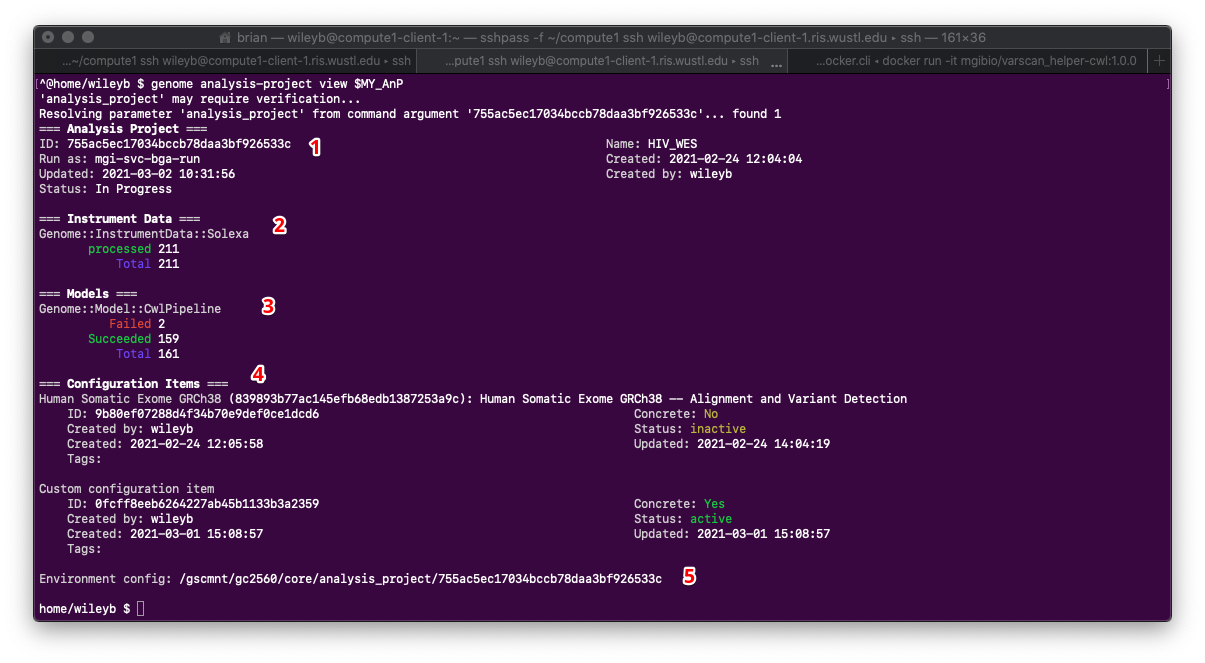 brian — wileyb@compute1-client-1:~ — sshpass -f ~/compute1 ssh wileyb@compute1-client-1.ris.wustl.edu ▸ ssh — 161×36
...~/compute1 ssh wileyb@compute1-client-1.ris.wustl.edu ▸ ssh ...pute1 ssh wileyb@compute1-client-1.ris.wustl.edu ▸ ssh ... ...ocker.cli ▸ docker run -it mgibio/varscan_helper-cwl:1.0.0 +
[^@home/wileyb $ genome analysis-project view $MY_AnP ]
'analysis_project' may require verification...
Resolving parameter 'analysis_project' from command argument '755ac5ec17034bccb78daa3bf926533c'... found 1
=== Analysis Project ===
ID: 755ac5ec17034bccb78daa3bf926533c 1 Name: HIV_WES
Run as: mgi-svc-bga-run Created: 2021-02-24 12:04:04
Updated: 2021-03-02 10:31:56 Created by: wileyb
Status: In Progress
=== Instrument Data === 2
Genome::InstrumentData::Solexa
processed 211
Total 211
=== Models === 3
Genome::Model::CwlPipeline
Failed 2
Succeeded 159
Total 161
=== Configuration Items === 4
Human Somatic Exome GRCh38 (839893b77ac145efb68edb1387253a9c): Human Somatic Exome GRCh38 -- Alignment and Variant Detection
ID: 9b80ef07288d4f34b70e9def0ce1dcd6 Concrete: No
Created by: wileyb Status: inactive
Created: 2021-02-24 12:05:58 Updated: 2021-02-24 14:04:19
Tags:
Custom configuration item
ID: 0fcff8eeb6264227ab45b1133b3a2359 Concrete: Yes
Created by: wileyb Status: active
Created: 2021-03-01 15:08:57 Updated: 2021-03-01 15:08:57
Tags:
Environment config: /gscmnt/gc2560/core/analysis_project/755ac5ec17034bccb78daa3bf926533c 5
home/wileyb $